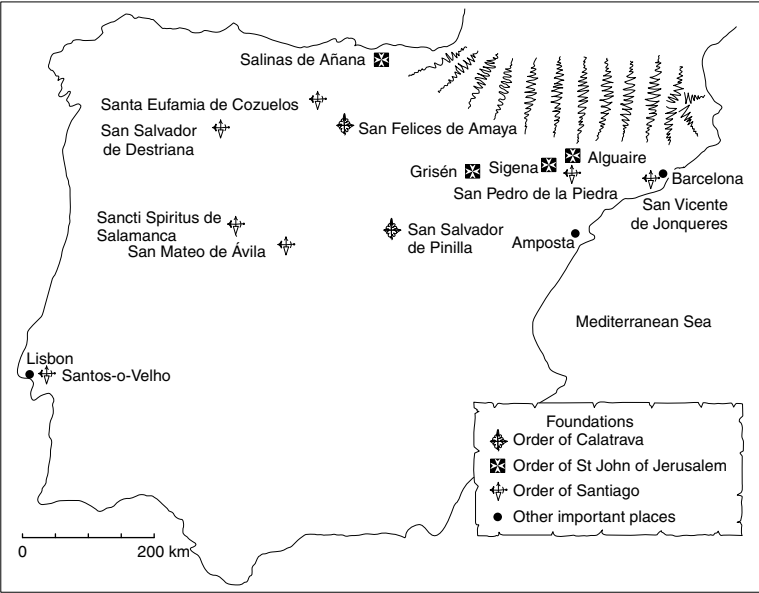 Salinas de Añana
Santa Eufamia de Cozuelos
San Salvador
de Destriana
San Felices de Amaya
Grisén
Sigena
Alguaire
San Pedro de la Piedra
Barcelona
San Vicente
de Jonqueres
Sancti Spiritus de
Salamanca
San Mateo de Ávila
San Salvador
de Pinilla
Amposta
Mediterranean Sea
Lisbon
Santos-o-Velho
Foundations
Order of Calatrava
Order of St John of Jerusalem
Order of Santiago
Other important places
0 200 km